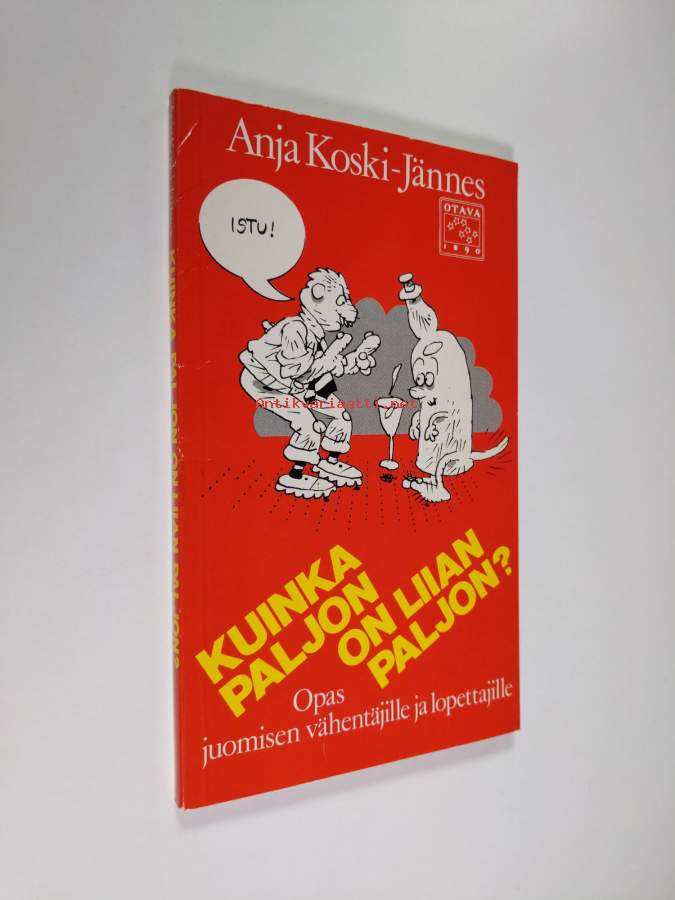 Anja Koski-Jännes
OTAVA
1890
ISTU!
Antikvariaatti.net
KUINKA
PALJON
ON LIIAN
PALJON?
Opas
juomisen vähentäjille ja lopettajille
KUINKA PALJON ON LIIAN PALJON?